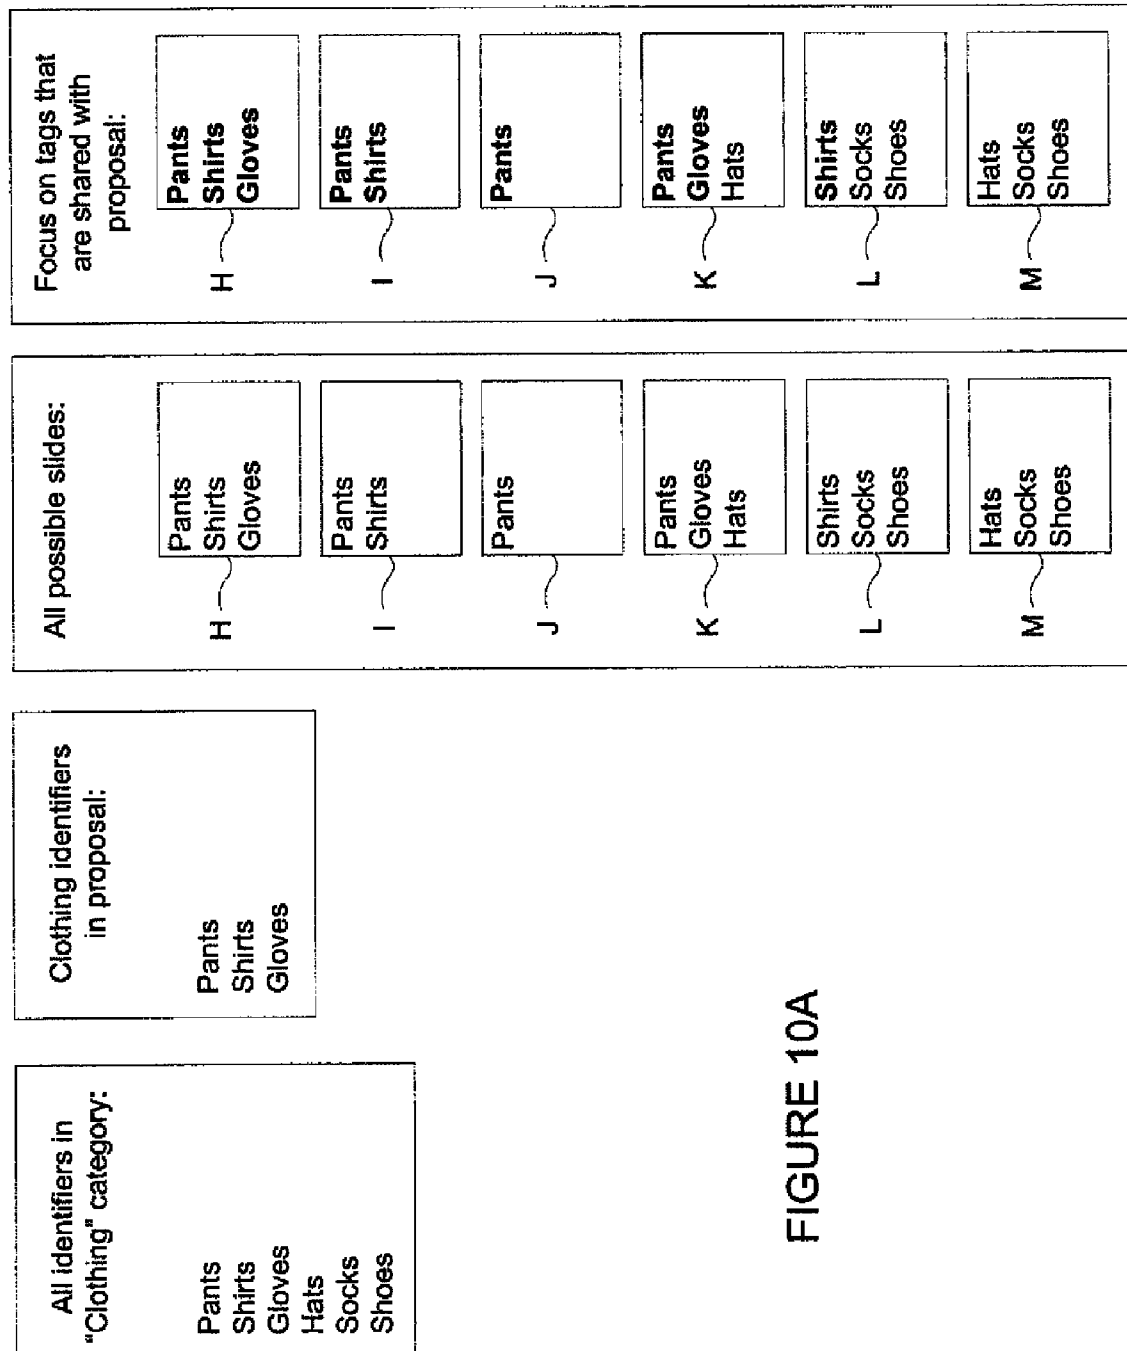 All identifiers in
"Clothing" category:
Pants
Shirts
Gloves
Hats
Socks
Shoes
Clothing identifiers
in proposal:
Pants
Shirts
Gloves
All possible slides:
H
Pants
Shirts
Gloves
I
Pants
Shirts
J
Pants
K
Pants
Gloves
Hats
L
Shirts
Socks
Shoes
M
Hats
Socks
Shoes
Focus on tags that
are shared with
proposal:
H
Pants
Shirts
Gloves
I
Pants
Shirts
J
Pants
K
Pants
Gloves
Hats
L
Shirts
Socks
Shoes
M
Hats
Socks
Shoes
FIGURE 10A